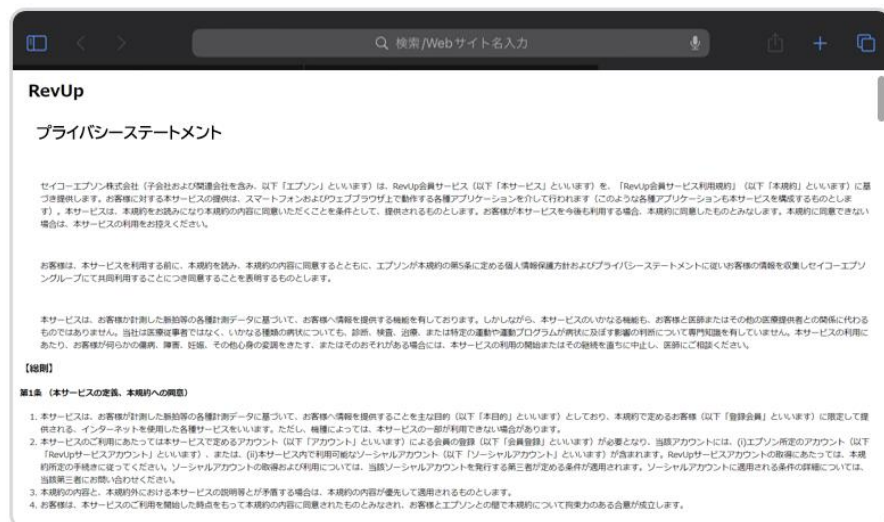 検索/Webサイト名入力
RevUp
プライバシーステートメント
セイコーエプソン株式会社（子会社および関連会社を含み、以下「エプソン」といいます）は、RevUp会員サービス（以下「本サービス」といいます）を、「RevUp会員サービス利用規約」（以下「本規約」といいます）に基
づき提供します。お客様に対する本サービスの提供は、スマートフォンおよびウェブブラウザ上で動作する各種アプリケーションを介して行われます（このような各種アプリケーションも本サービスを構成するものとしま
す）。本サービスは、本規約をお読みになり本規約の内容に同意いただくことを条件として、提供されるものとします。お客様が本サービスを今後も利用する場合、本規約に同意したものとみなします。本規約に同意できない
場合は、本サービスの利用をお控えください。
お客様は、本サービスを利用する前に、本規約を読み、本規約の内容に同意するとともに、エプソンが本規約の第5条に定める個人情報保護方針およびプライバシーステートメントに従いお客様の情報を収集しセイコーエプソ
ングループにて共同利用することにつき同意することを表明するものとします。
本サービスは、お客様が計測した脈拍等の各種計測データに基づいて、お客様へ情報を提供する機能を有しております。しかしながら、本サービスのいかなる機能も、お客様と医師またはその他の医療提供者との関係に代わる
ものではありません。当社は医療従事者ではなく、いかなる種類の病状についても、診断、検査、治療、または特定の運動や運動プログラムが病状に及ぼす影響の判断について専門知識を有していません。本サービスの利用に
あたり、お客様が何らかの傷病、障害、妊娠、その他心身の変調をきたす、またはそのおそれがある場合には、本サービスの利用の開始またはその継続を直ちに中止し、医師にご相談ください。
【総則】
第1条 （本サービスの定義、本規約への同意）
1. 本サービスは、お客様が計測した脈拍等の各種計測データに基づいて、お客様へ情報を提供することを主な目的（以下「本目的」といいます）としており、本規約で定めるお客様（以下「登録会員」といいます）に限定して提
供される、インターネットを使用した各種サービスをいいます。ただし、機種によっては、本サービスの一部が利用できない場合があります。
2. 本サービスのご利用にあたっては本サービスで定めるアカウント（以下「アカウント」といいます）による会員の登録（以下「会員登録」といいます）が必要となり、当該アカウントには、(i)エプソン所定のアカウント（以下
「RevUpサービスアカウント」といいます）、または、(ii)本サービス内で利用可能なソーシャルアカウント（以下「ソーシャルアカウント」といいます）が含まれます。RevUpサービスアカウントの取得にあたっては、本規
約所定の手続きに従ってください。ソーシャルアカウントの取得および利用については、当該ソーシャルアカウントを発行する第三者が定める条件が適用されます。ソーシャルアカウントに適用される条件の詳細については、
当該第三者にお問い合わせください。
3. 本規約の内容と、本規約外における本サービスの説明等とが矛盾する場合は、本規約の内容が優先して適用されるものとします。
4. お客様は、本サービスのご利用を開始した時点をもって本規約の内容に同意されたものとみなされ、お客様とエプソンとの間で本規約について拘束力のある合意が成立します。